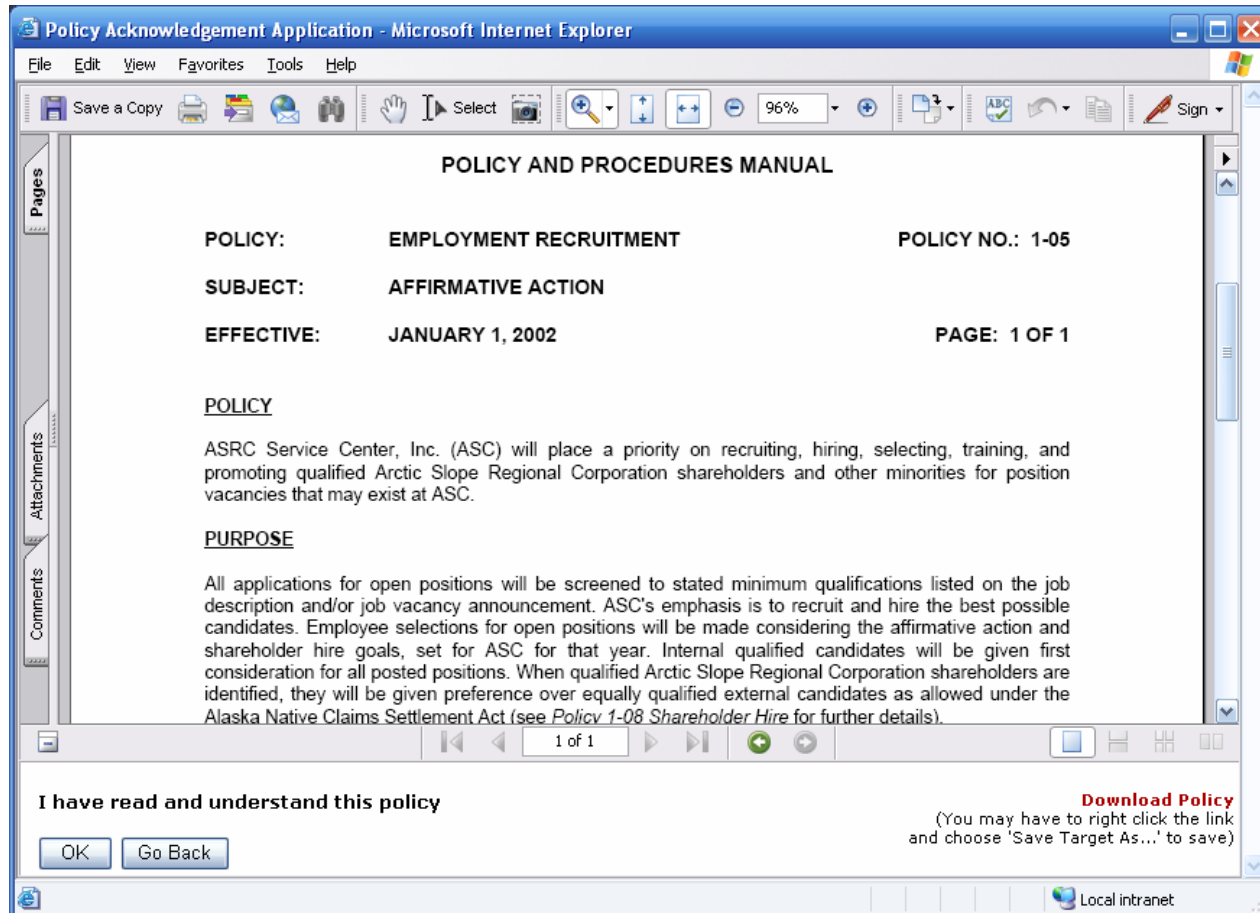 Policy Acknowledgement Application - Microsoft Internet Explorer
File Edit View Favorites Tools Help
Save a Copy Select 96% Sign
Pages
Attachments
Comments
POLICY AND PROCEDURES MANUAL
POLICY: EMPLOYMENT RECRUITMENT POLICY NO.: 1-05
SUBJECT: AFFIRMATIVE ACTION
EFFECTIVE: JANUARY 1, 2002 PAGE: 1 OF 1
POLICY
ASRC Service Center, Inc. (ASC) will place a priority on recruiting, hiring, selecting, training, and
promoting qualified Arctic Slope Regional Corporation shareholders and other minorities for position
vacancies that may exist at ASC.
PURPOSE
All applications for open positions will be screened to stated minimum qualifications listed on the job
description and/or job vacancy announcement. ASC's emphasis is to recruit and hire the best possible
candidates. Employee selections for open positions will be made considering the affirmative action and
shareholder hire goals, set for ASC for that year. Internal qualified candidates will be given first
consideration for all posted positions. When qualified Arctic Slope Regional Corporation shareholders are
identified, they will be given preference over equally qualified external candidates as allowed under the
Alaska Native Claims Settlement Act (see Policy 1-08 Shareholder Hire for further details).
1 of 1
I have read and understand this policy
OK Go Back
Download Policy
(You may have to right click the link
and choose 'Save Target As...' to save)
Local intranet